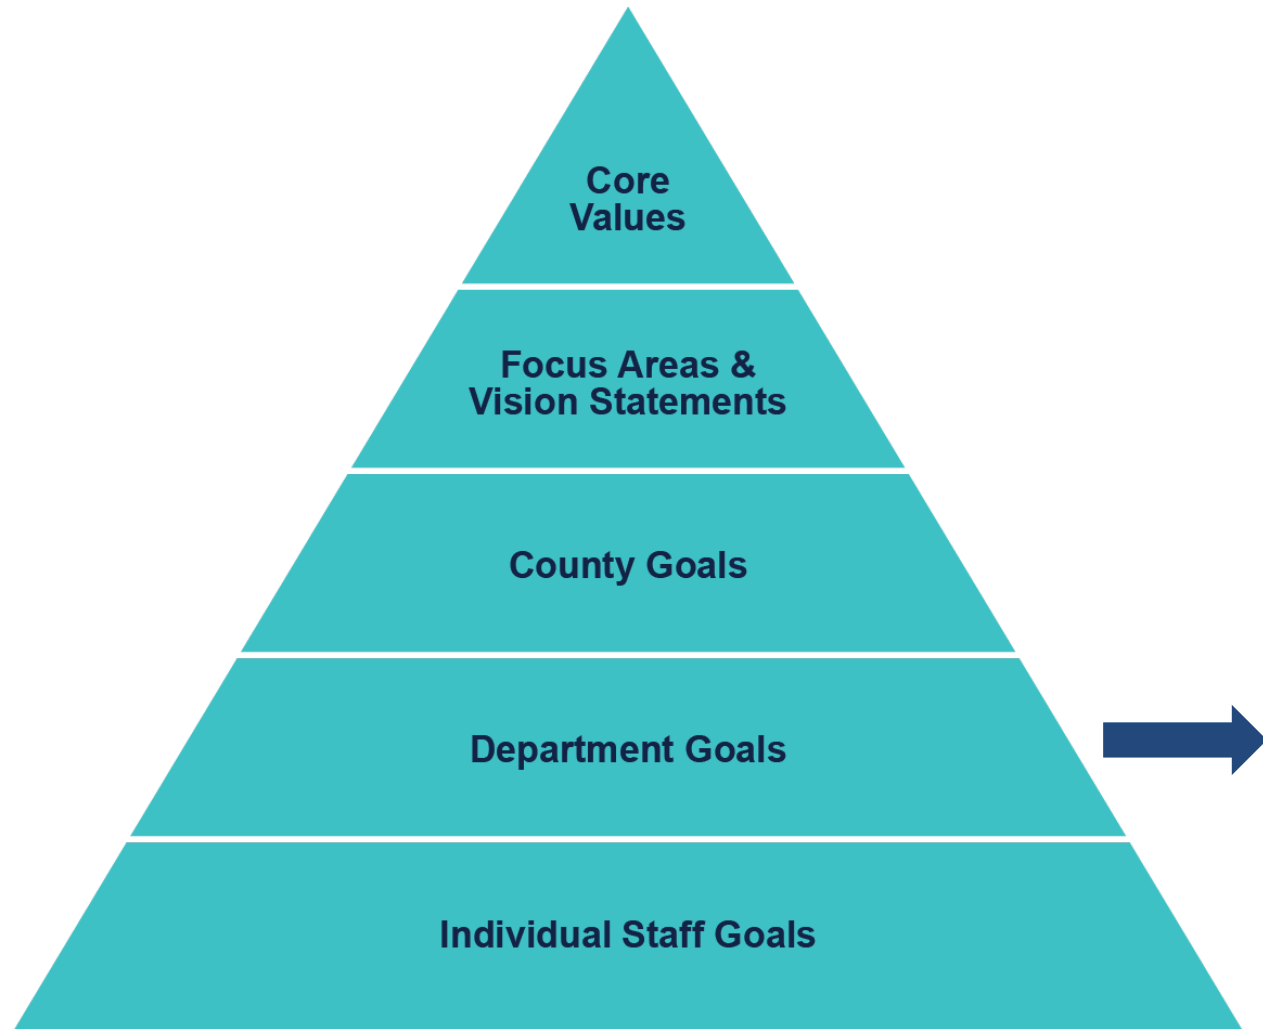 Core
Values
Focus Areas &
Vision Statements
County Goals
Department Goals
Individual Staff Goals